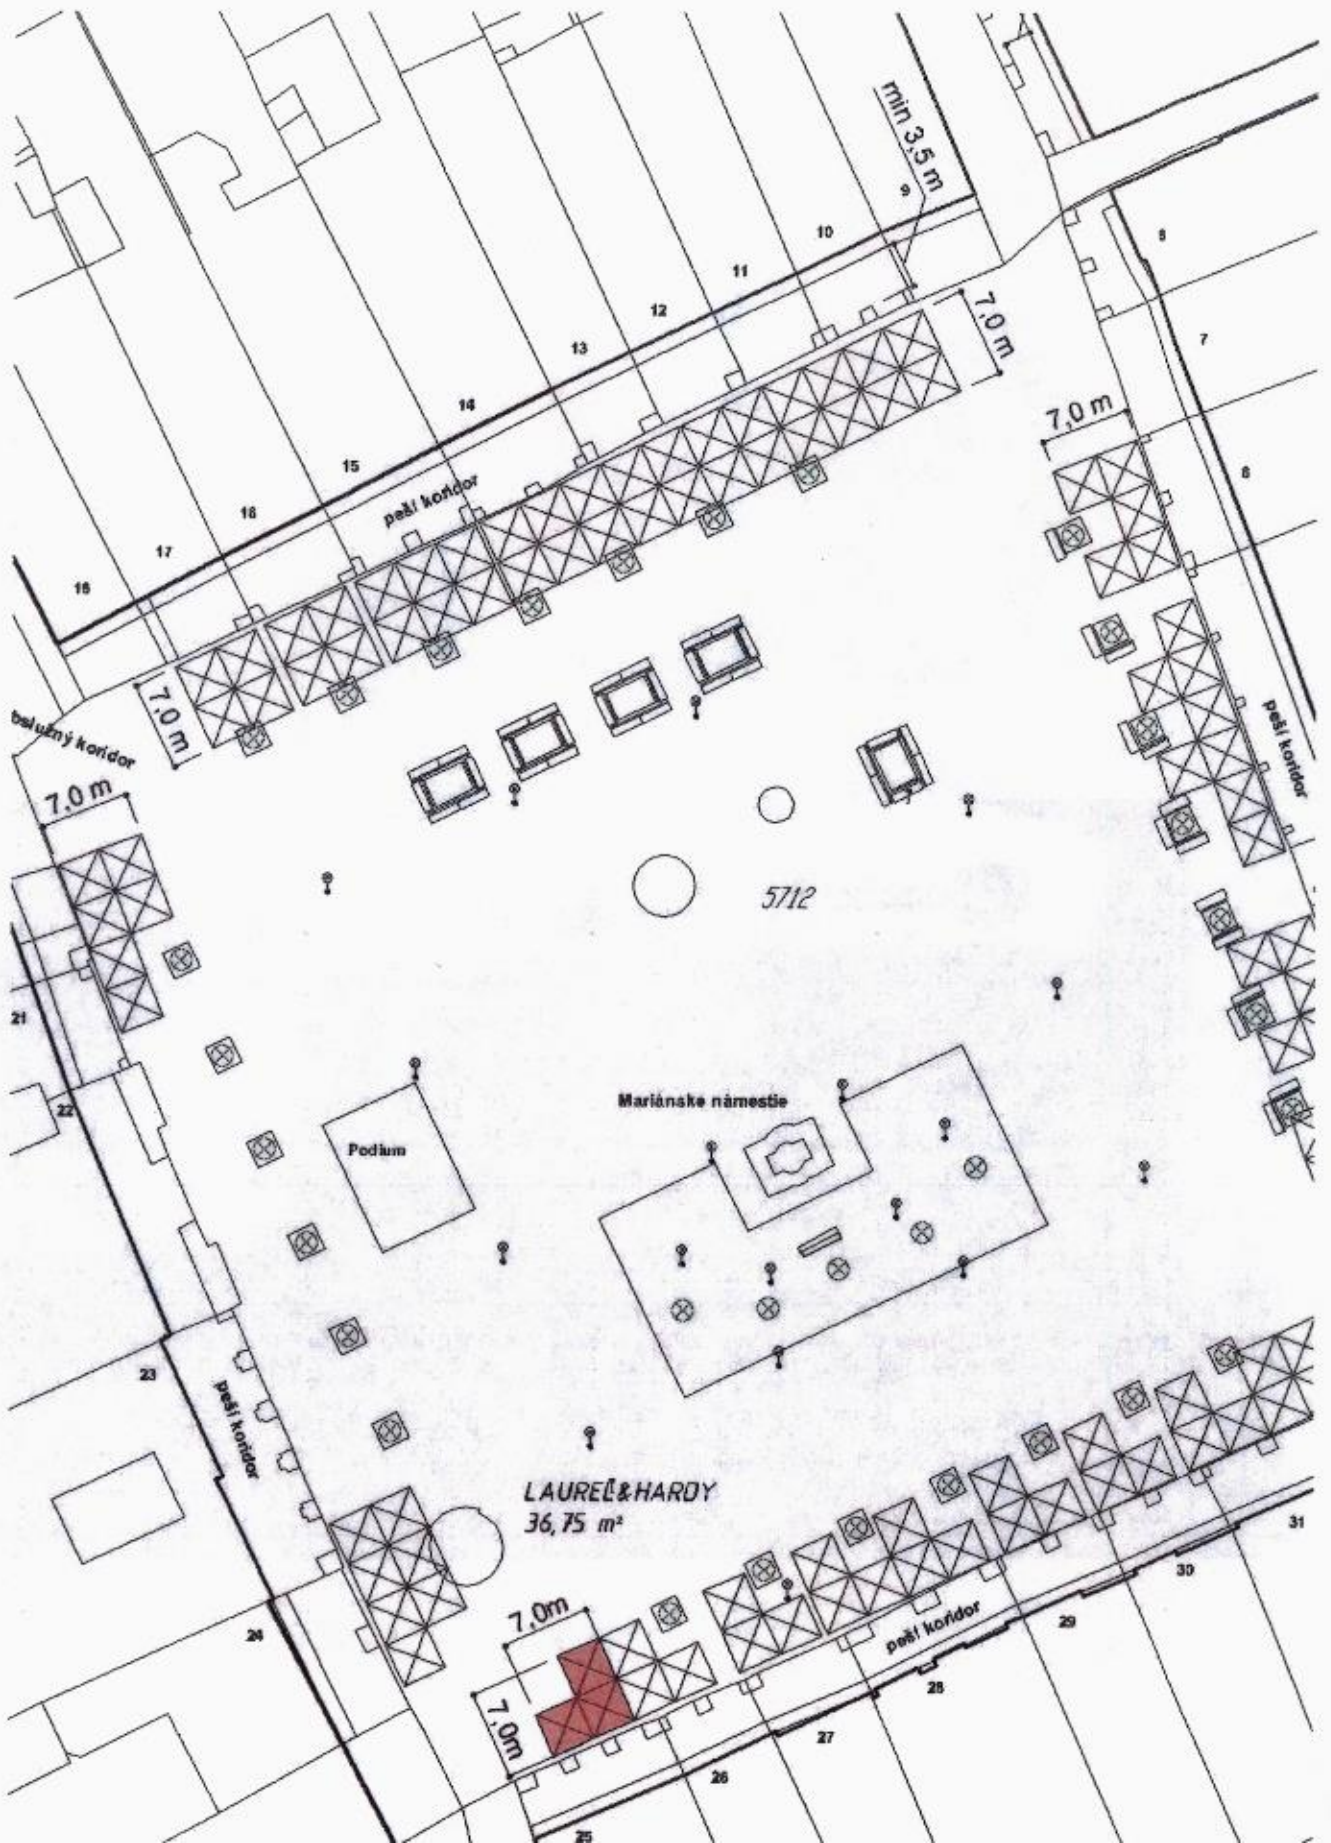 min 3,5 m
9
10
11
12
13
14
15
16
17
16
8
7
6
7,0 m
7,0 m
peší koridor
7,0 m
bslužný koridor
7,0 m
peší koridor
5712
21
22
Mariánske námestie
Podium
23
peší koridor
LAUREL&HARDY
36,75 m²
24
7,0m
7,0m
peší koridor
31
30
29
28
27
26
25